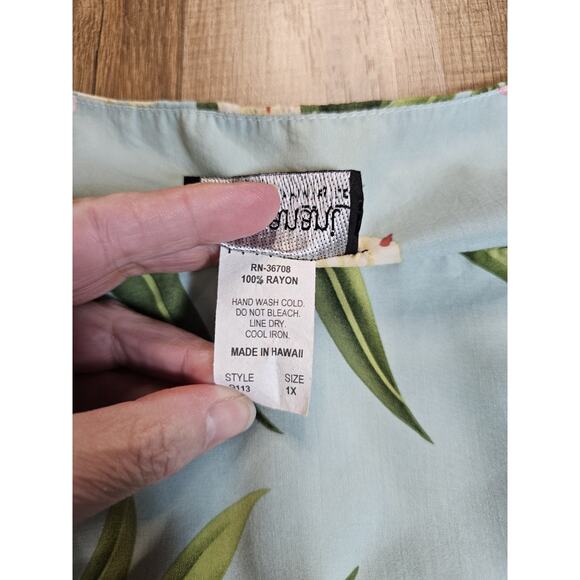 RN-36708
100% RAYON
HAND WASH COLD.
DO NOT BLEACH.
LINE DRY.
COOL IRON.
MADE IN HAWAII
STYLE SIZE
1X